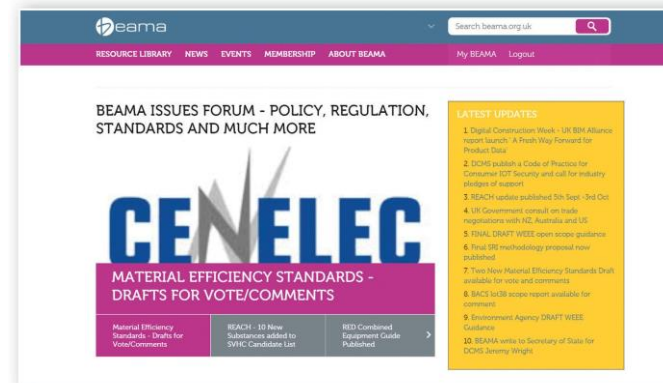 beama
Search beama.org.uk
RESOURCE LIBRARY NEWS EVENTS MEMBERSHIP ABOUT BEAMA My BEAMA Logout
BEAMA ISSUES FORUM - POLICY, REGULATION,
STANDARDS AND MUCH MORE
CENELEC
MATERIAL EFFICIENCY STANDARDS -
DRAFTS FOR VOTE/COMMENTS
Material Efficiency
Standards - Drafts for
Vote/Comments
REACH - 10 New
Substances added to
SVHC Candidate List
RED Combined
Equipment Guide
Published
LATEST UPDATES
1. Digital Construction Week - UK BIM Alliance
report launch ' A Fresh Way Forward for
Product Data'
2. DCMS publish a Code of Practice for
Consumer IOT Security and call for industry
pledges of support
3. REACH update published 5th Sept -3rd Oct
4. UK Government consult on trade
negotiations with NZ, Australia and US
5. FINAL DRAFT WEEE open scope guidance
6. Final SRI methodology proposal now
published
7. Two New Material Efficiency Standards Draft
available for vote and comments
8. BACS lot38 scope report available for
comment
9. Environment Agency DRAFT WEEE
Guidance
10. BEAMA write to Secretary of State for
DCMS Jeremy Wright